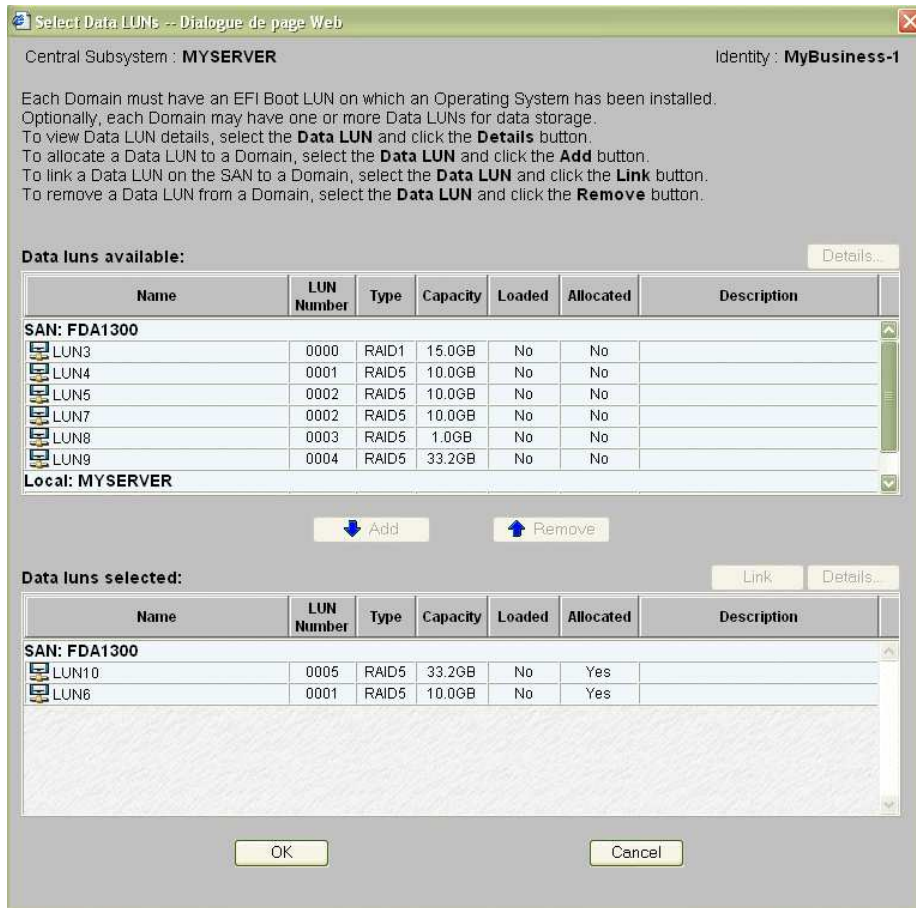 Select Data LUNs -- Dialogue de page Web
Central Subsystem : MYSERVER Identity : MyBusiness-1
Each Domain must have an EFI Boot LUN on which an Operating System has been installed.
Optionally, each Domain may have one or more Data LUNs for data storage.
To view Data LUN details, select the Data LUN and click the Details button.
To allocate a Data LUN to a Domain, select the Data LUN and click the Add button.
To link a Data LUN on the SAN to a Domain, select the Data LUN and click the Link button.
To remove a Data LUN from a Domain, select the Data LUN and click the Remove button.
Data luns available: Details...
Name LUN Number Type Capacity Loaded Allocated Description
SAN: FDA1300
LUN3 0000 RAID1 15.0GB No No
LUN4 0001 RAID5 10.0GB No No
LUN5 0002 RAID5 10.0GB No No
LUN7 0002 RAID5 10.0GB No No
LUN8 0003 RAID5 1.0GB No No
LUN9 0004 RAID5 33.2GB No No
Local: MYSERVER
Add Remove
Data luns selected: Link Details...
Name LUN Number Type Capacity Loaded Allocated Description
SAN: FDA1300
LUN10 0005 RAID5 33.2GB No Yes
LUN6 0001 RAID5 10.0GB No Yes
OK Cancel